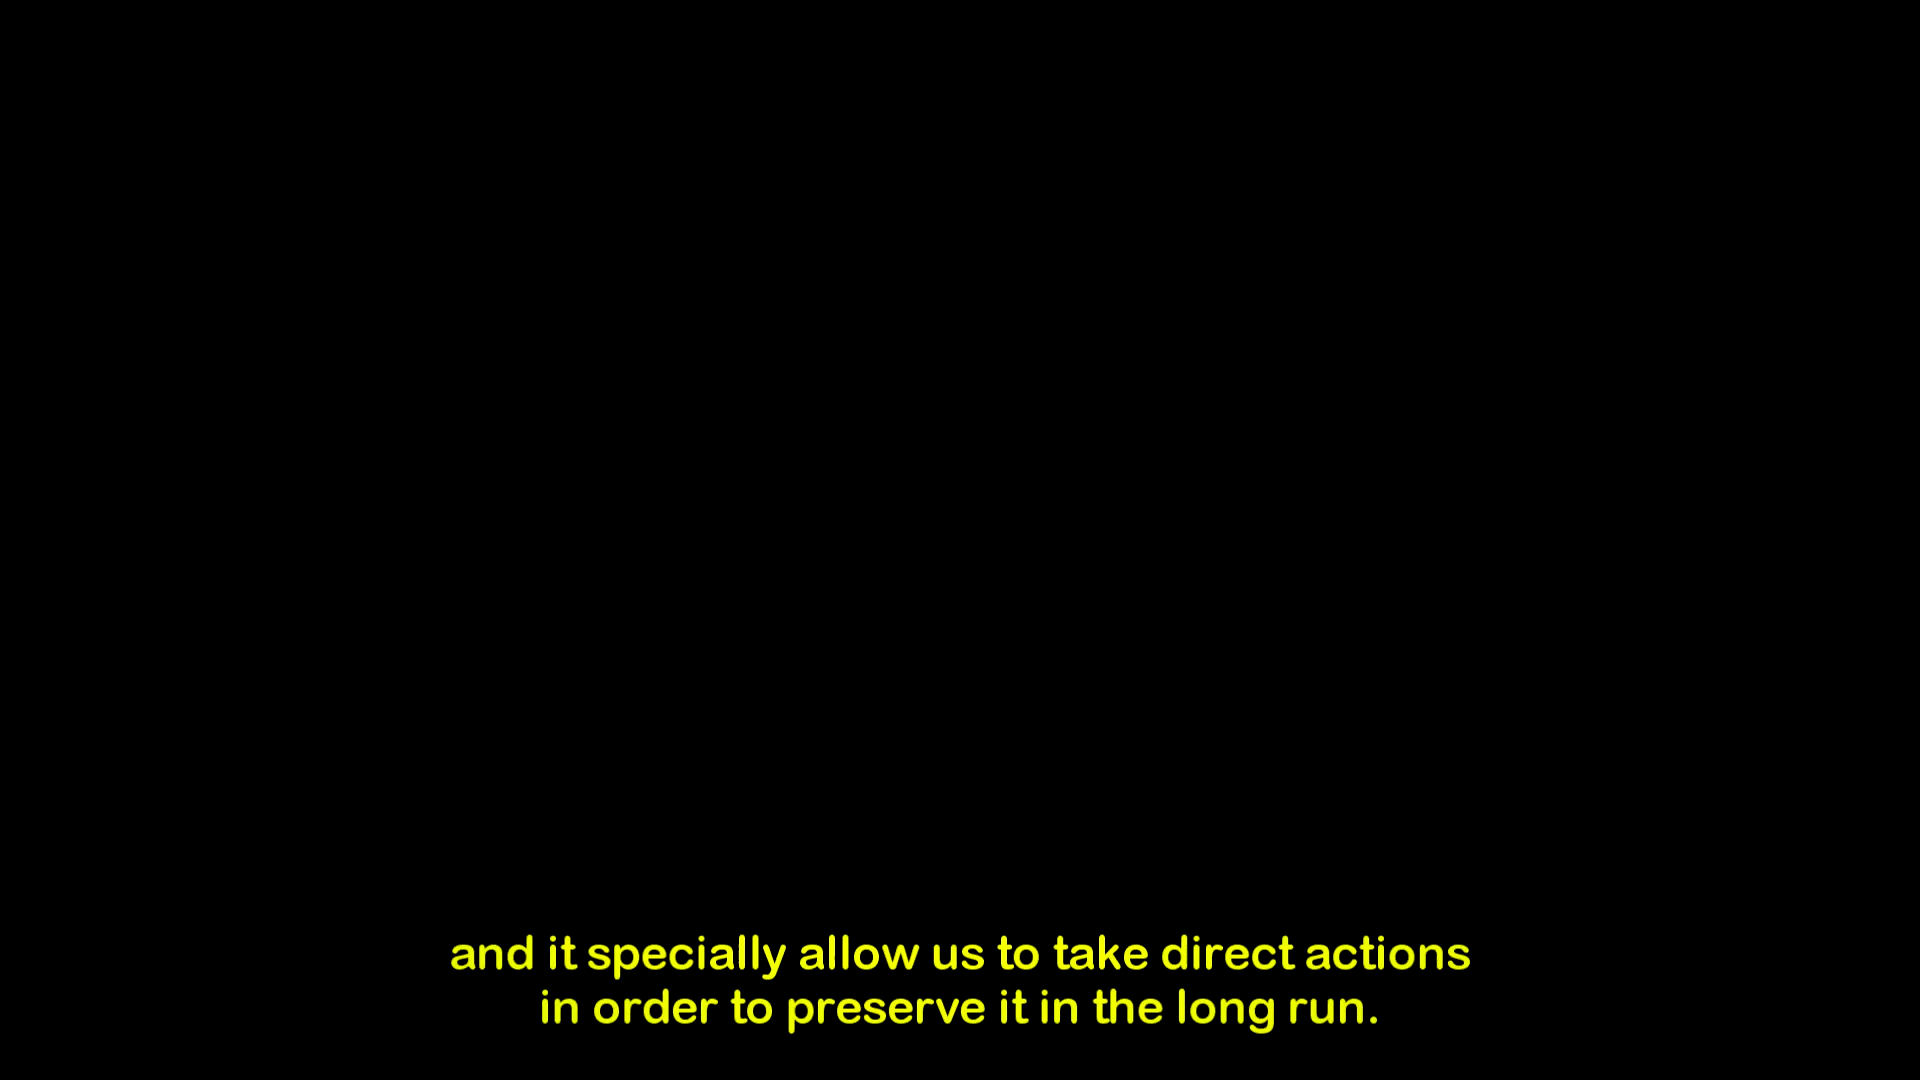 and it specially allow us to take direct actions
in order to preserve it in the long run.